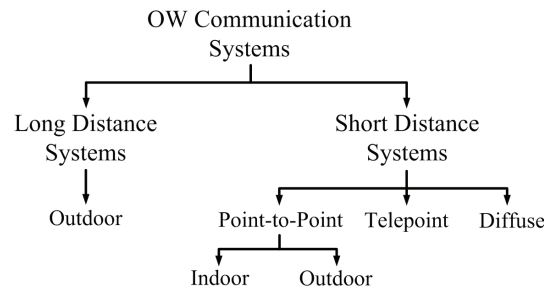 OW Communication
Systems
Long Distance
Systems
Short Distance
Systems
Outdoor
Point-to-Point
Telepoint
Diffuse
Indoor
Outdoor